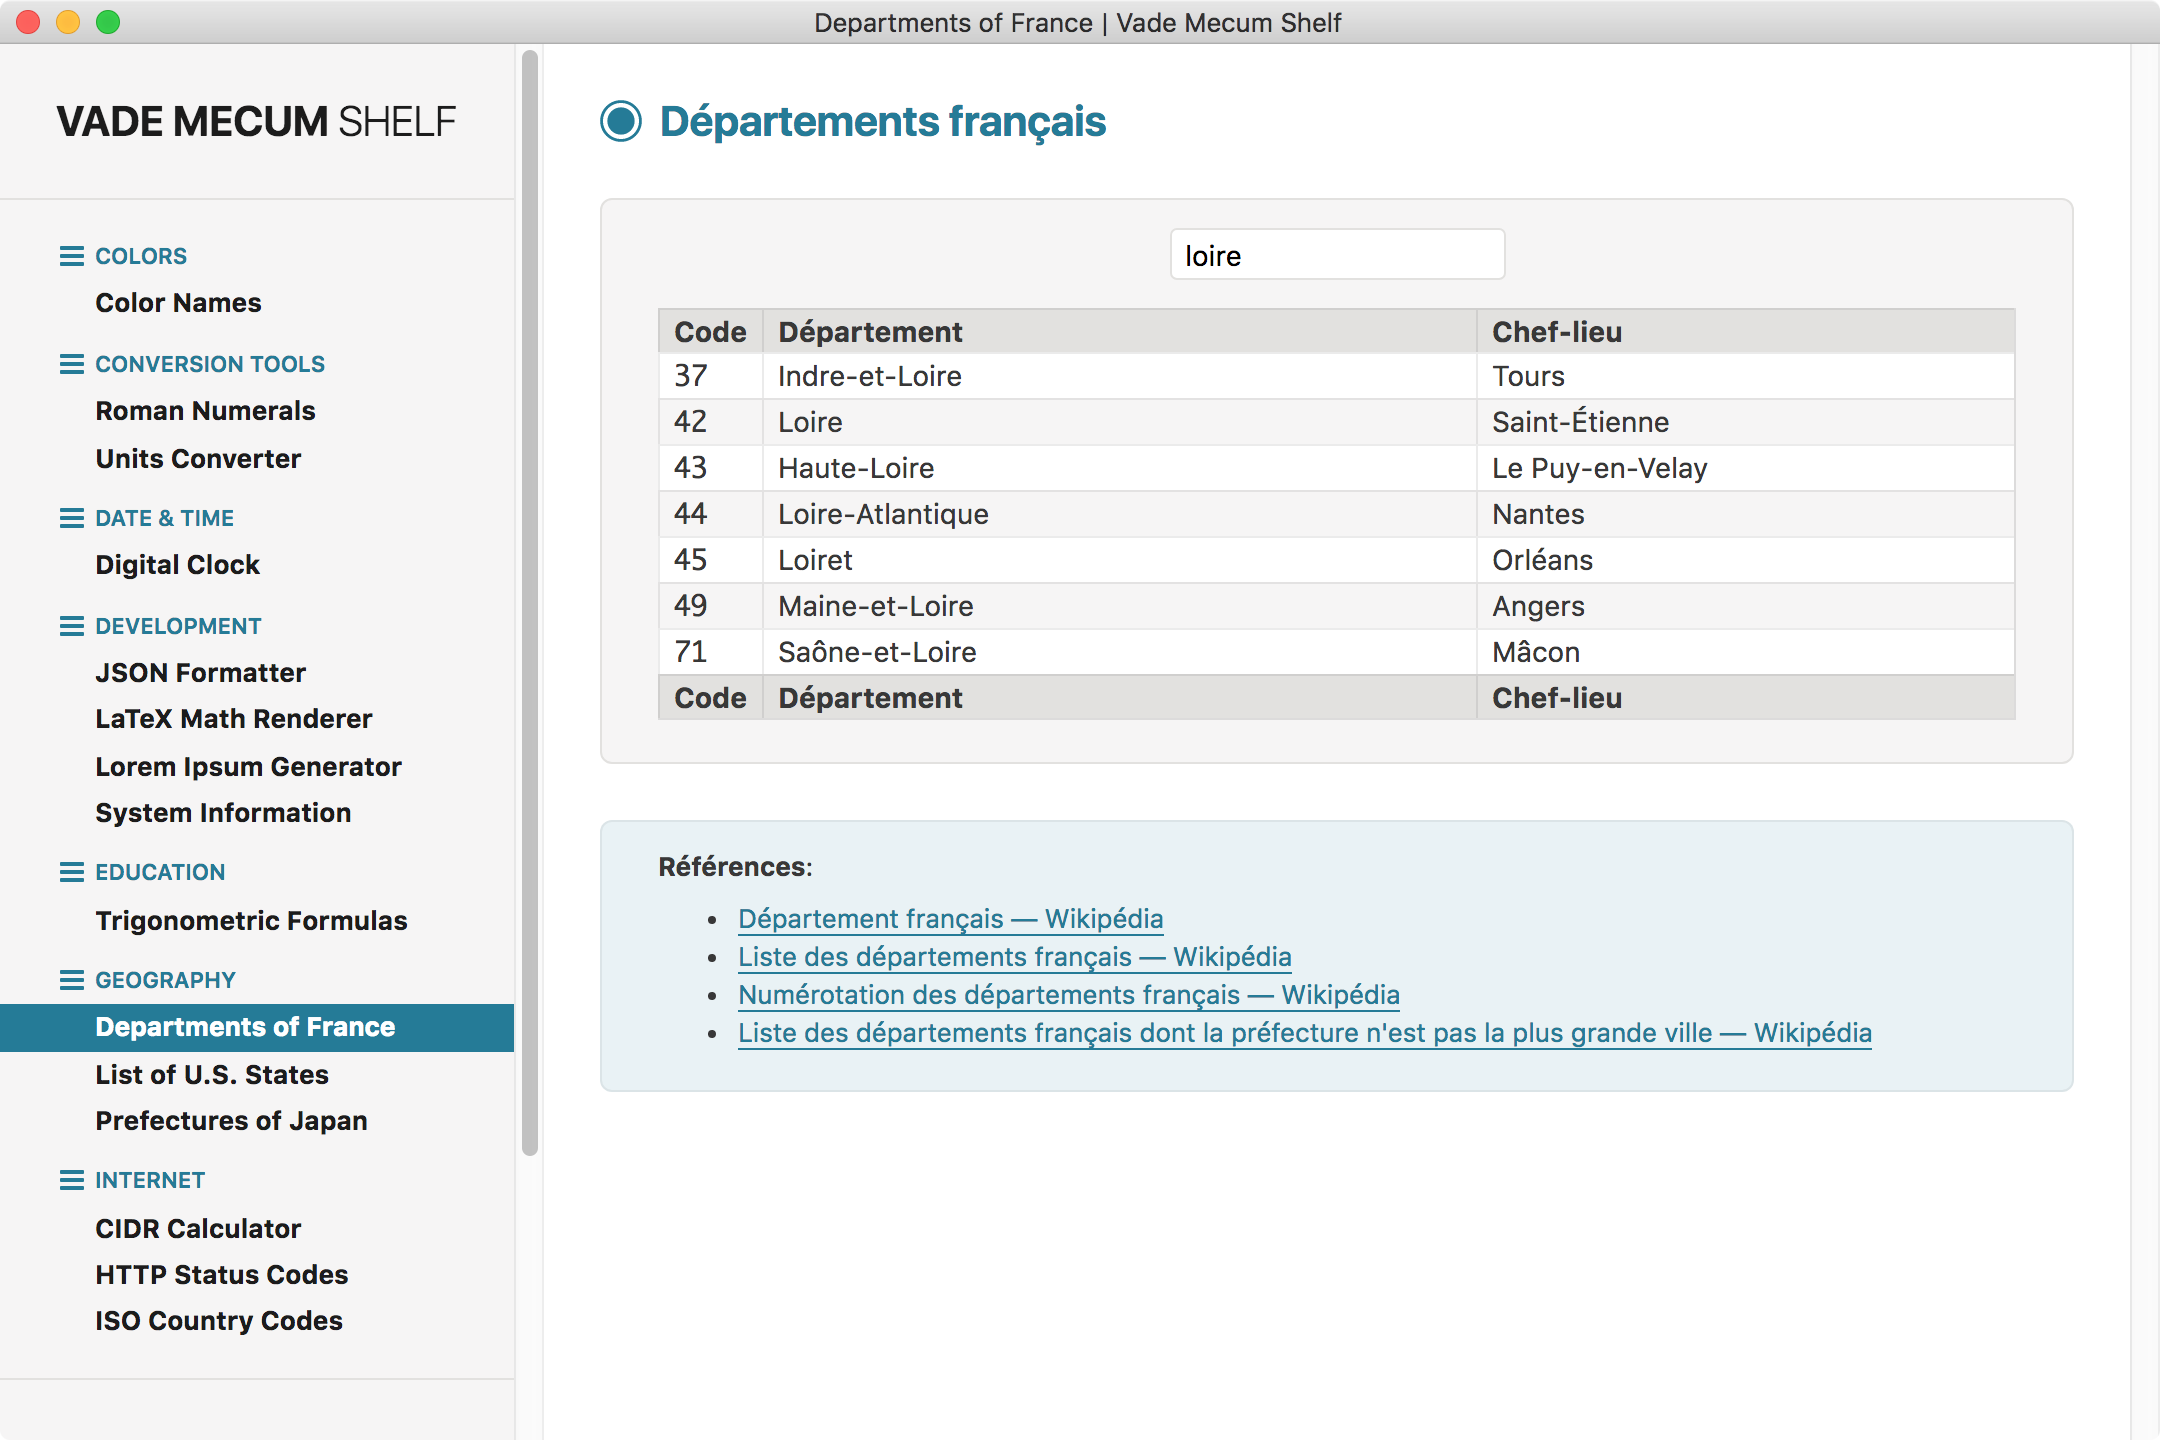 Departments of France | Vade Mecum Shelf
VADE MECUM SHELF
COLORS
Color Names
CONVERSION TOOLS
Roman Numerals
Units Converter
DATE & TIME
Digital Clock
DEVELOPMENT
JSON Formatter
LaTeX Math Renderer
Lorem Ipsum Generator
System Information
EDUCATION
Trigonometric Formulas
GEOGRAPHY
Departments of France
List of U.S. States
Prefectures of Japan
INTERNET
CIDR Calculator
HTTP Status Codes
ISO Country Codes
Départements français
loire
Code Département Chef-lieu
37 Indre-et-Loire Tours
42 Loire Saint-Étienne
43 Haute-Loire Le Puy-en-Velay
44 Loire-Atlantique Nantes
45 Loiret Orléans
49 Maine-et-Loire Angers
71 Saône-et-Loire Mâcon
Code Département Chef-lieu
Références:
• Département français — Wikipédia
• Liste des départements français — Wikipédia
• Numérotation des départements français — Wikipédia
• Liste des départements français dont la préfecture n'est pas la plus grande ville — Wikipédia